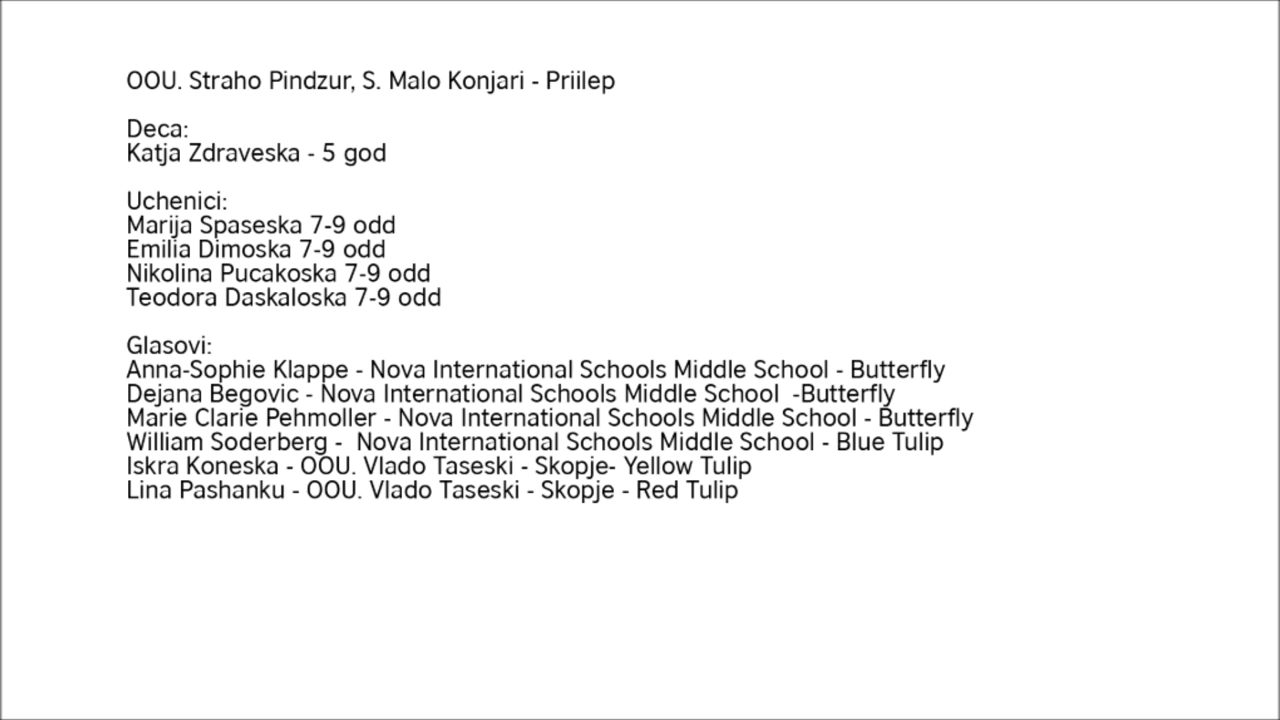 OOU. Straho Pindzur, S. Malo Konjari - Priilep
Deca:
Katja Zdraveska - 5 god
Uchenici:
Marija Spaseska 7-9 odd
Emilia Dimoska 7-9 odd
Nikolina Pucakoska 7-9 odd
Teodora Daskaloska 7-9 odd
Glasovi:
Anna-Sophie Klappe - Nova International Schools Middle School - Butterfly
Dejana Begovic - Nova International Schools Middle School  -Butterfly
Marie Clarie Pehmoller - Nova International Schools Middle School - Butterfly
William Soderberg -  Nova International Schools Middle School - Blue Tulip
Iskra Koneska - OOU. Vlado Taseski - Skopje- Yellow Tulip
Lina Pashanku - OOU. Vlado Taseski - Skopje - Red Tulip